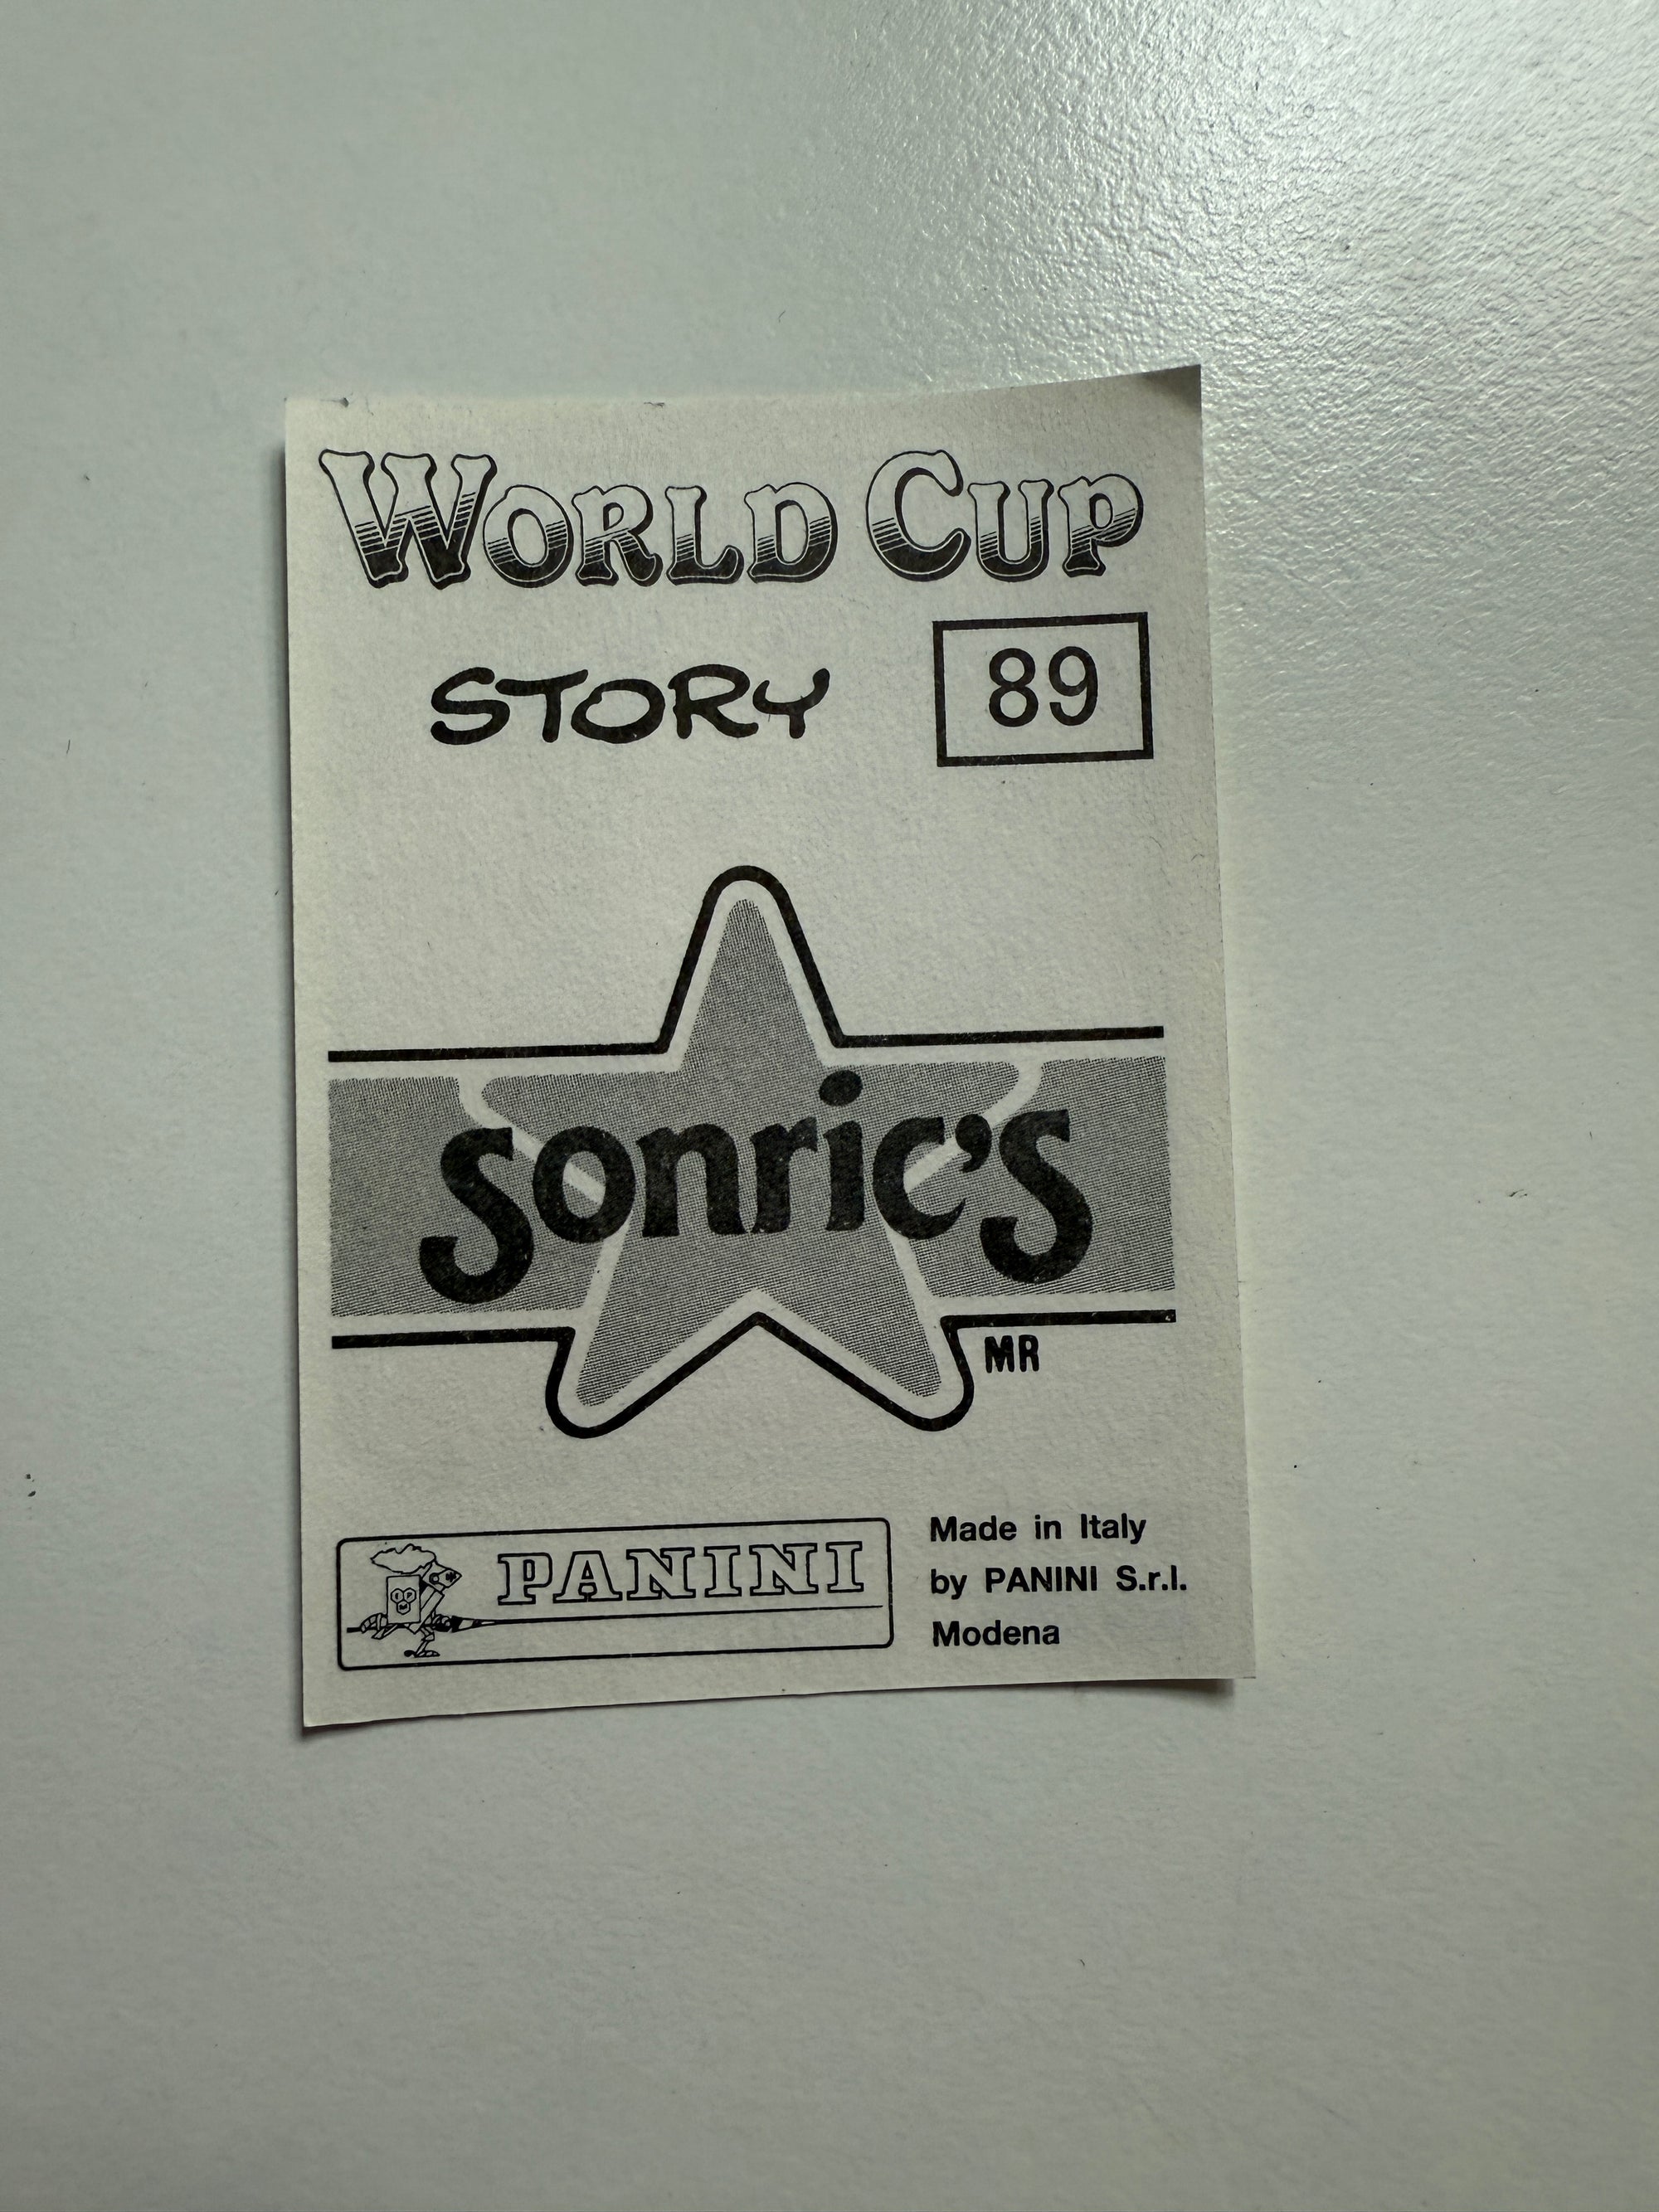 WORLD CUP
STORY 89
sonric's
MR
PANINI
Made in Italy
by PANINI S.r.l.
Modena